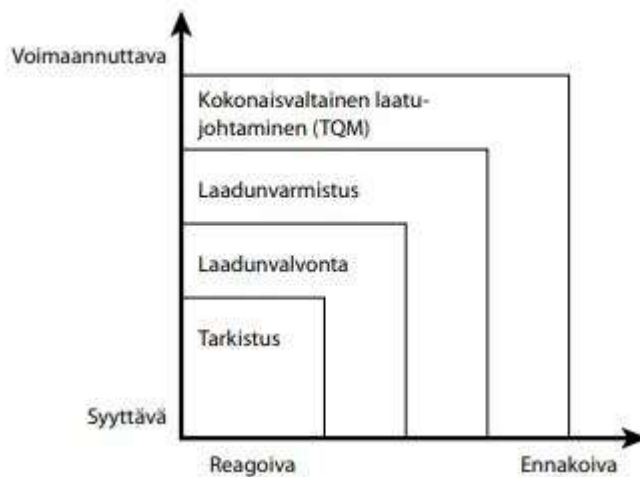 Voimaannuttava
Kokonaisvaltainen laatu-
johtaminen (TQM)
Laadunvarmistus
Laadunvalvonta
Tarkistus
Syyttävä
Reagoiva
Ennakoiva